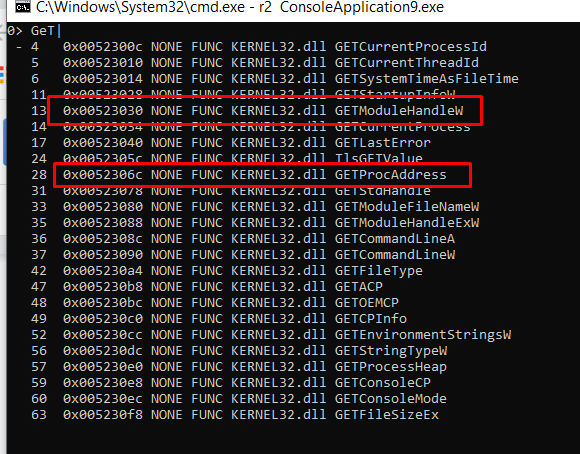 C:\Windows\System32\cmd.exe - r2 ConsoleApplication9.exe
0> GeT|
- 4 0x0052300c NONE FUNC KERNEL32.dll GETCurrentProcessId
5 0x00523010 NONE FUNC KERNEL32.dll GETCurrentThreadId
6 0x00523014 NONE FUNC KERNEL32.dll GETSystemTimeAsFileTime
11 0x00523028 NONE FUNC KERNEL32.dll GETStartupInfoW
13 0x00523030 NONE FUNC KERNEL32.dll GETModuleHandleW
14 0x00523034 NONE FUNC KERNEL32.dll GETCurrentProcess
17 0x00523040 NONE FUNC KERNEL32.dll GETLastError
24 0x0052305c NONE FUNC KERNEL32.dll TlsGETValue
28 0x0052306c NONE FUNC KERNEL32.dll GETProcAddress
31 0x00523078 NONE FUNC KERNEL32.dll GETStdHandle
33 0x00523080 NONE FUNC KERNEL32.dll GETModuleFileNameW
35 0x00523088 NONE FUNC KERNEL32.dll GETModuleHandleExW
36 0x0052308c NONE FUNC KERNEL32.dll GETCommandLineA
37 0x00523090 NONE FUNC KERNEL32.dll GETCommandLineW
42 0x005230a4 NONE FUNC KERNEL32.dll GETFileType
47 0x005230b8 NONE FUNC KERNEL32.dll GETACP
48 0x005230bc NONE FUNC KERNEL32.dll GETOEMCP
49 0x005230c0 NONE FUNC KERNEL32.dll GETCPInfo
52 0x005230cc NONE FUNC KERNEL32.dll GETEnvironmentStringsW
56 0x005230dc NONE FUNC KERNEL32.dll GETStringTypeW
57 0x005230e0 NONE FUNC KERNEL32.dll GETProcessHeap
59 0x005230e8 NONE FUNC KERNEL32.dll GETConsoleCP
60 0x005230ec NONE FUNC KERNEL32.dll GETConsoleMode
63 0x005230f8 NONE FUNC KERNEL32.dll GETFileSizeEx